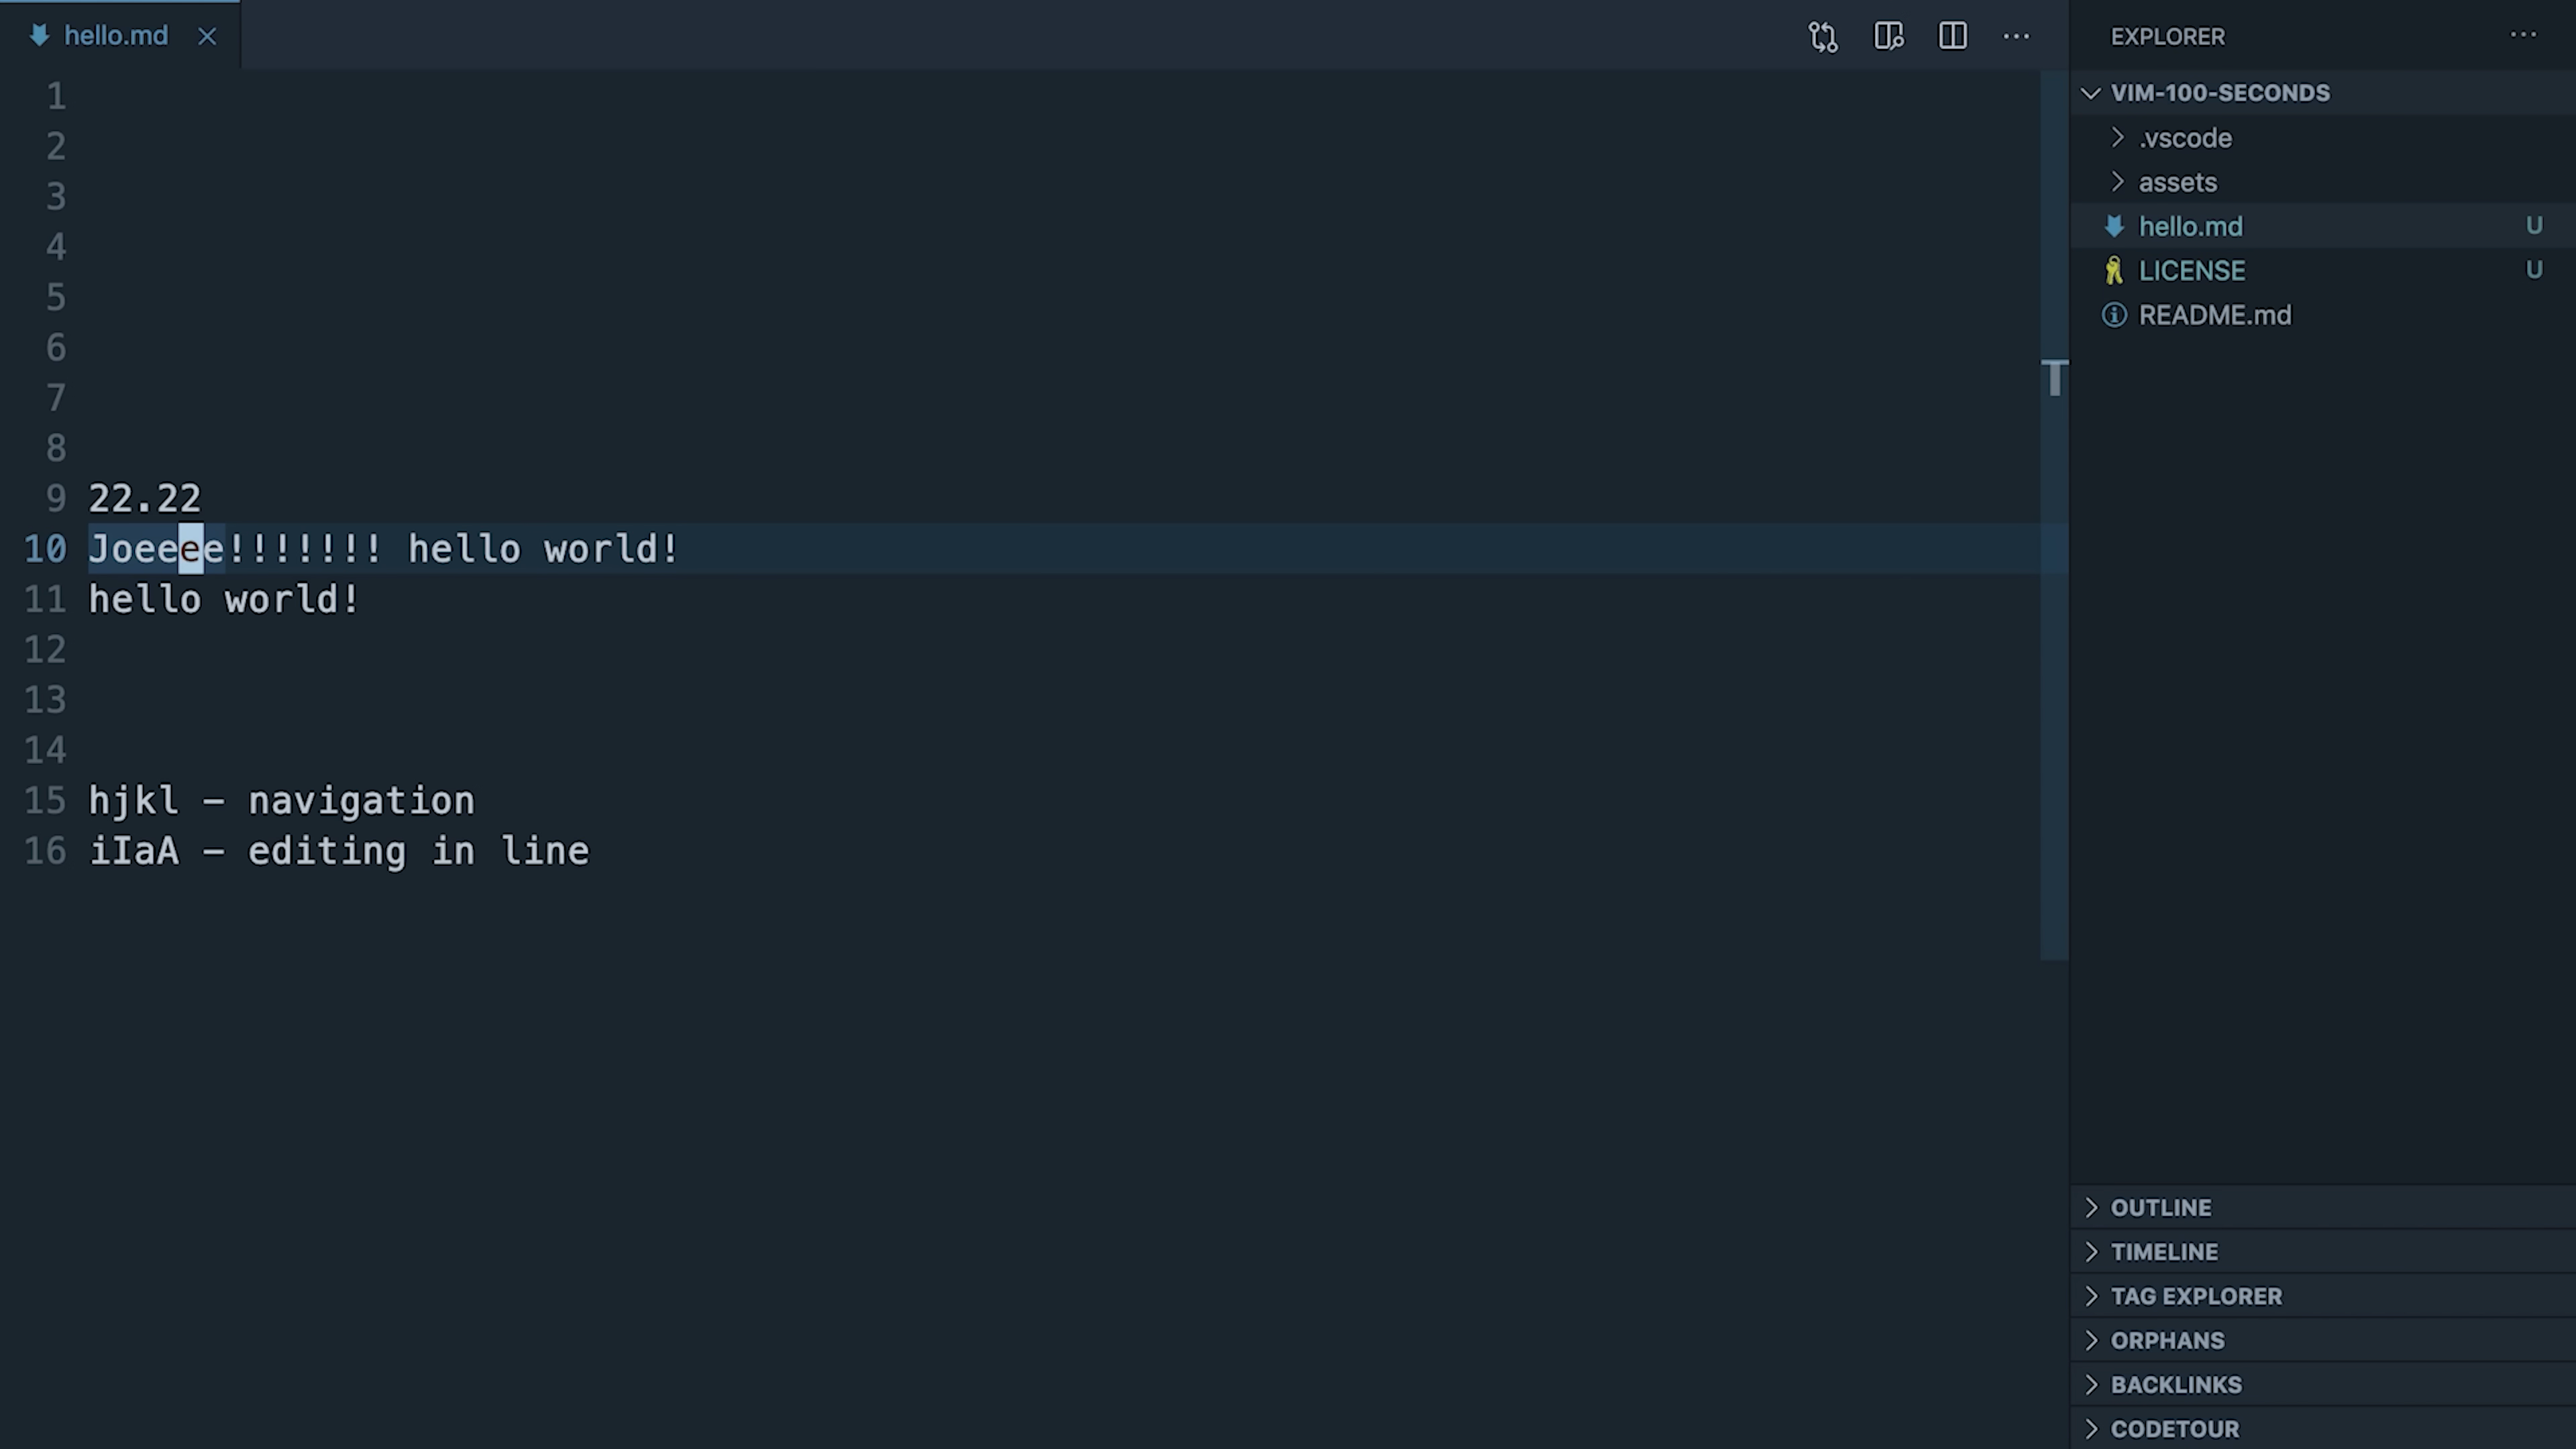 hello.md
EXPLORER
VIM-100-SECONDS
.vscode
assets
hello.md U
LICENSE U
README.md
1
2
3
4
5
6
7
8
9 22.22
10 Joeeee!!!!!!! hello world!
11 hello world!
12
13
14
15 hjkl – navigation
16 iIaA – editing in line
OUTLINE
TIMELINE
TAG EXPLORER
ORPHANS
BACKLINKS
CODETOUR